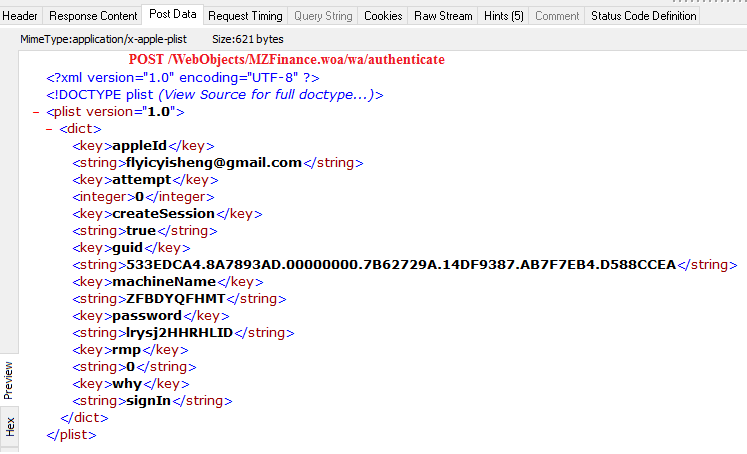 Header Response Content Post Data Request Timing Query String Cookies Raw Stream Hints (5) Comment Status Code Definition
MimeType:application/x-apple-plist Size:621 bytes
POST /WebObjects/MZFinance.woa/wa/authenticate
<?xml version="1.0" encoding="UTF-8" ?>
<!DOCTYPE plist (View Source for full doctype...)>
- <plist version="1.0">
- <dict>
<key>appleId</key>
<string>flyicyisheng@gmail.com</string>
<key>attempt</key>
<integer>0</integer>
<key>createSession</key>
<string>true</string>
<key>guid</key>
<string>533EDCA4.8A7893AD.00000000.7B62729A.14DF9387.AB7F7EB4.D588CCEA</string>
<key>machineName</key>
<string>ZFBDYQFHMT</string>
<key>password</key>
<string>lrysj2HHRHLID</string>
<key>rmp</key>
<string>0</string>
<key>why</key>
<string>signIn</string>
</dict>
</plist>
Preview
Hex